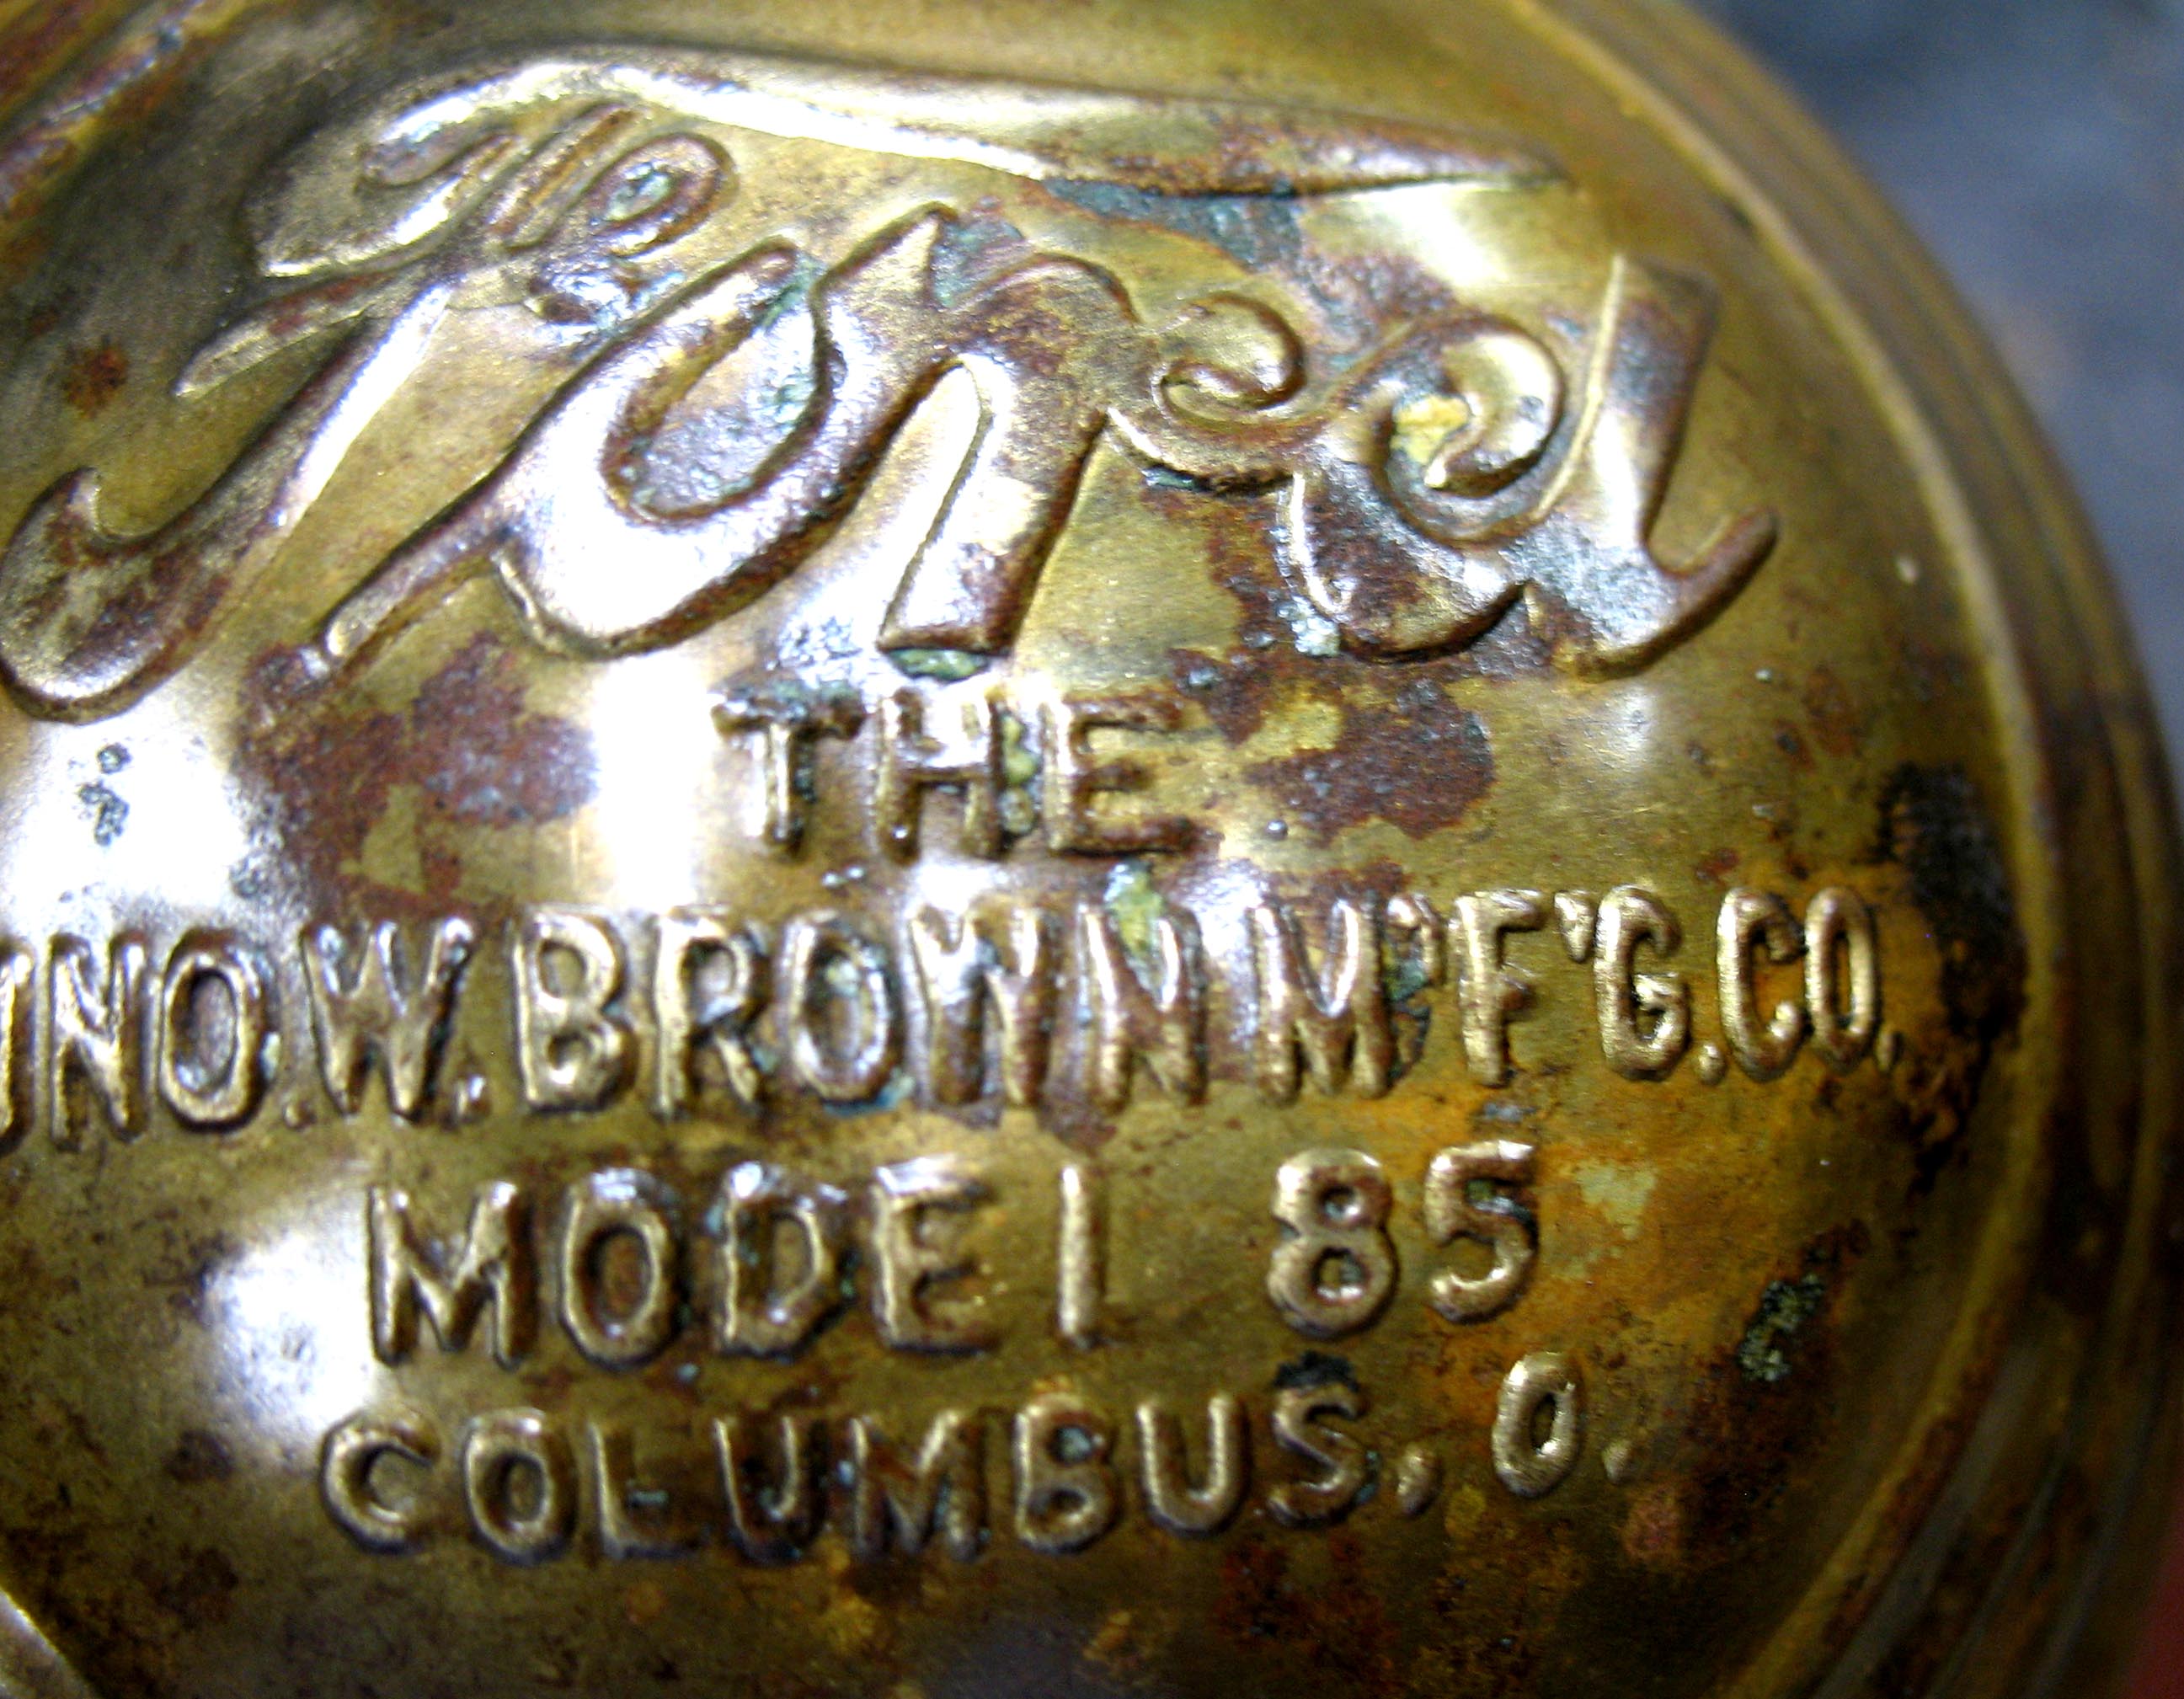 The Ford
THE
JNO.W.BROWN M'F'G.CO.
MODEL 85
COLUMBUS, O.